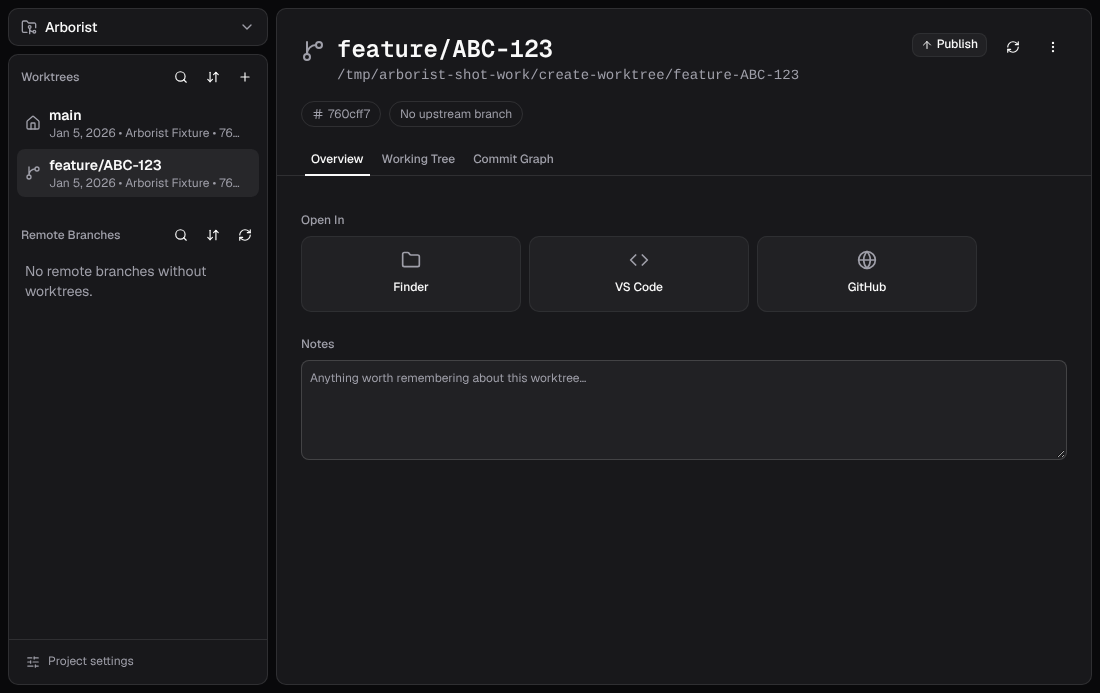 Arborist
Worktrees
main
Jan 5, 2026 • Arborist Fixture • 76…
feature/ABC-123
Jan 5, 2026 • Arborist Fixture • 76…
Remote Branches
No remote branches without
worktrees.
Project settings
feature/ABC-123
Publish
/tmp/arborist-shot-work/create-worktree/feature-ABC-123
# 760cff7
No upstream branch
Overview
Working Tree
Commit Graph
Open In
Finder
VS Code
GitHub
Notes
Anything worth remembering about this worktree…